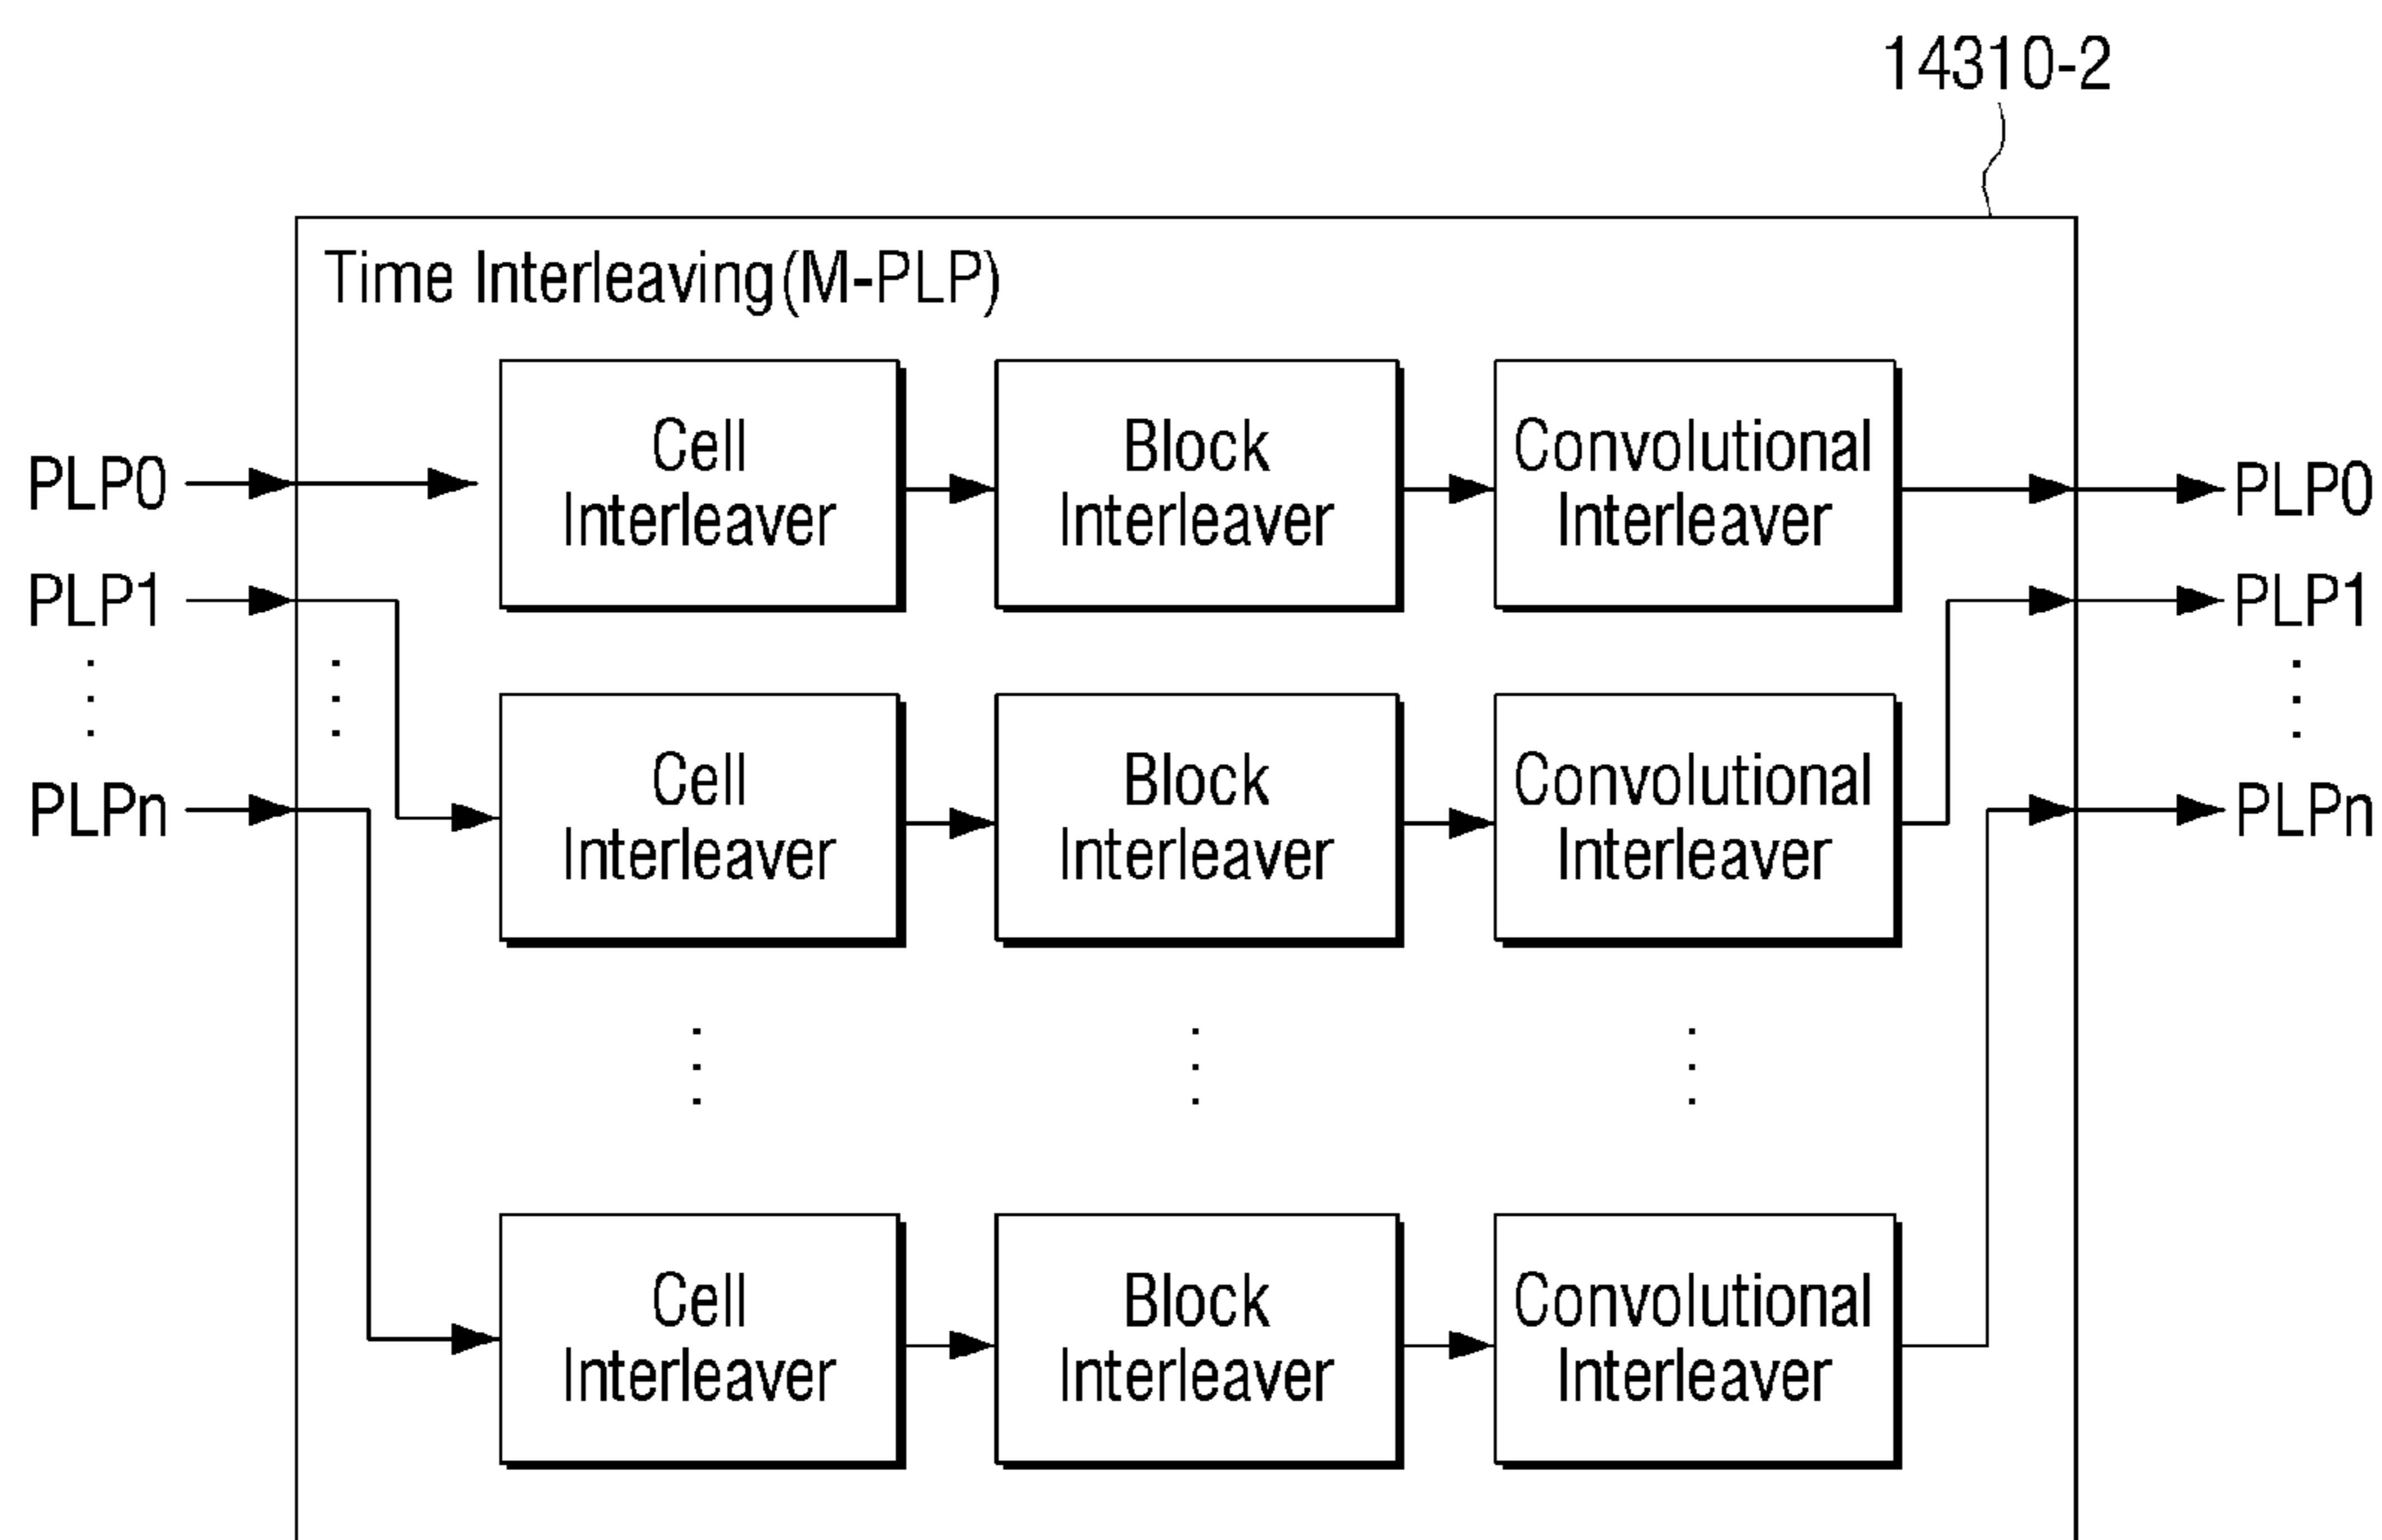 14310-2
Time Interleaving(M-PLP)
Cell
Interleaver
Block
Interleaver
Convolutional
Interleaver
PLP0
PLP0
PLP1
PLP1
Cell
Interleaver
Block
Interleaver
Convolutional
Interleaver
PLPn
PLPn
Cell
Interleaver
Block
Interleaver
Convolutional
Interleaver